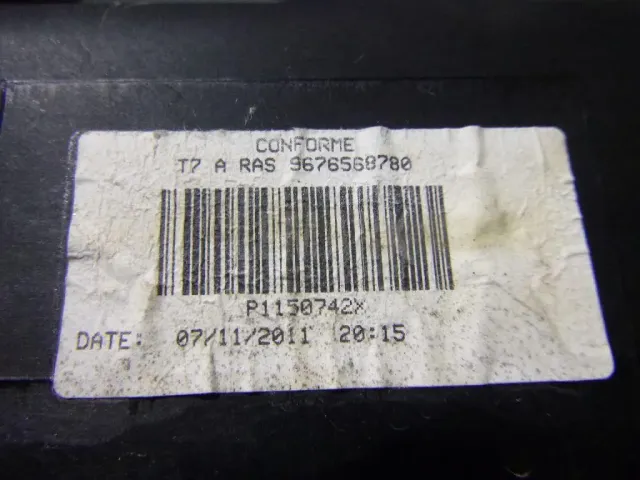 CONFORME
T7 A RAS 9676568780
P1150742X
DATE: 07/11/2011 20:15